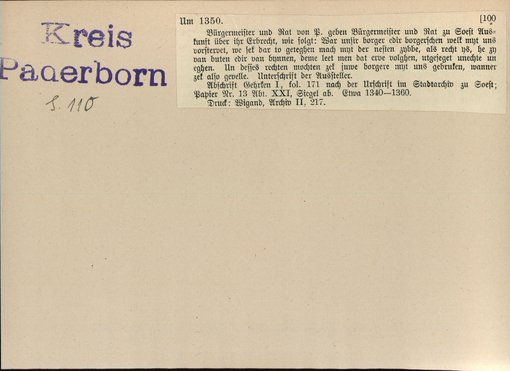 Kreis
Paderborn
S. 110
Um 1350. [100
Bürgermeister und Rat von P. geben Bürgermeister und Rat zu Soest Aus-
kunft über ihr Erbrecht, wie folgt: War unsir borger edir borgerschen welk myt uns
vorstervet, we sek dar to geteghen mach myt der nesten zybbe, als recht ys, he zy
van buten edir van bynnen, deme leet men dat erve volghen, utgeseget unechte un
eghen. Un desses rechten mochten zek juwe borgere myt uns gebruken, wanner
zek also gevelle. Unterschrift der Aussteller.
Abschrift Gehrken I, fol. 171 nach der Urschrift im Stadtarchiv zu Soest;
Papier Nr. 13 Abt. XXI, Siegel ab. Etwa 1340—1360.
Druck: Wigand, Archiv II, 217.